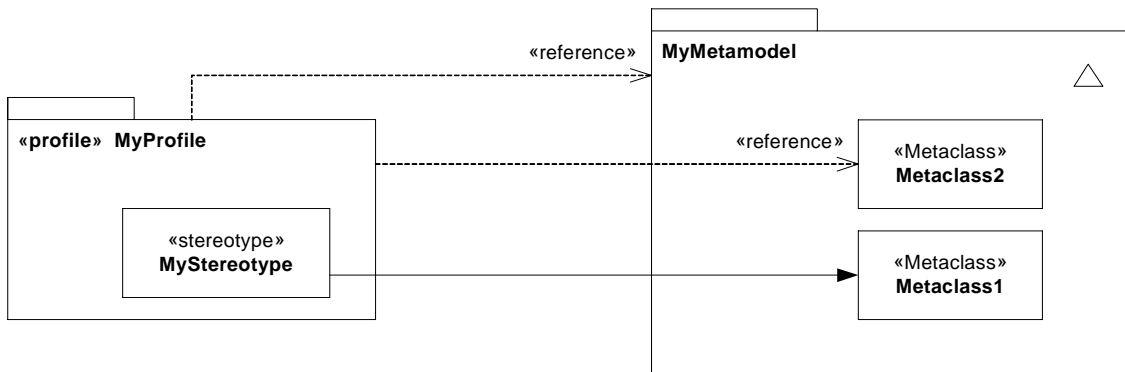 «reference»
MyMetamodel
«profile» MyProfile
«reference»
«Metaclass»
Metaclass2
«stereotype»
MyStereotype
«Metaclass»
Metaclass1